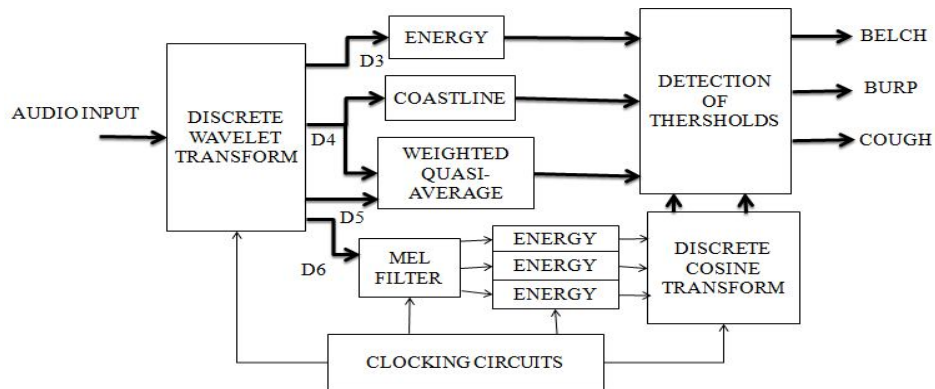 AUDIO INPUT
DISCRETE
WAVELET
TRANSFORM
D3
D4
D5
D6
ENERGY
COASTLINE
WEIGHTED
QUASI-
AVERAGE
MEL
FILTER
ENERGY
ENERGY
ENERGY
DETECTION
OF
THERSHOLDS
DISCRETE
COSINE
TRANSFORM
BELCH
BURP
COUGH
CLOCKING CIRCUITS